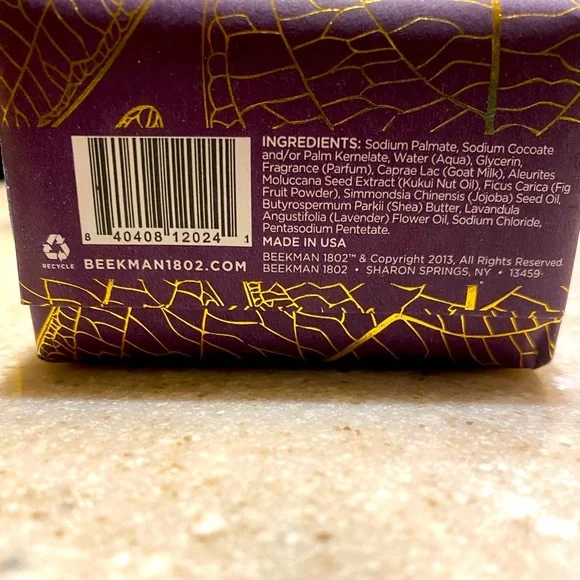 INGREDIENTS: Sodium Palmate, Sodium Cocoate
and/or Palm Kernelate, Water (Aqua), Glycerin,
Fragrance (Parfum), Caprae Lac (Goat Milk), Aleurites
Moluccana Seed Extract (Kukui Nut Oil), Ficus Carica (Fig
Fruit Powder), Simmondsia Chinensis (Jojoba) Seed Oil,
Butyrospermum Parkii (Shea) Butter, Lavandula
Angustifolia (Lavender) Flower Oil, Sodium Chloride,
Pentasodium Pentetate.
MADE IN USA
BEEKMAN 1802™ & Copyright 2013, All Rights Reserved.
BEEKMAN 1802 • SHARON SPRINGS, NY • 13459
8 40408 12024 1
RECYCLE
BEEKMAN1802.COM